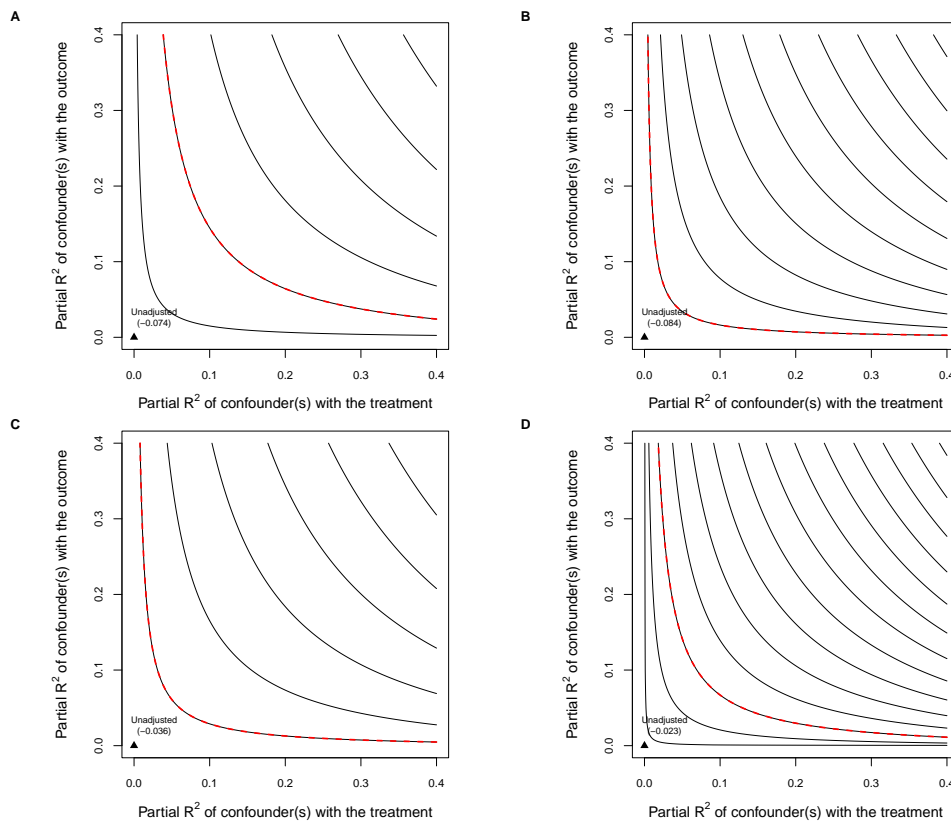 A
Partial R² of confounder(s) with the outcome
0.4
0.3
0.2
0.1
0.0
Unadjusted
(−0.074)
0.0 0.1 0.2 0.3 0.4
Partial R² of confounder(s) with the treatment
B
Partial R² of confounder(s) with the outcome
0.4
0.3
0.2
0.1
0.0
Unadjusted
(−0.084)
0.0 0.1 0.2 0.3 0.4
Partial R² of confounder(s) with the treatment
C
Partial R² of confounder(s) with the outcome
0.4
0.3
0.2
0.1
0.0
Unadjusted
(−0.036)
0.0 0.1 0.2 0.3 0.4
Partial R² of confounder(s) with the treatment
D
Partial R² of confounder(s) with the outcome
0.4
0.3
0.2
0.1
0.0
Unadjusted
(−0.023)
0.0 0.1 0.2 0.3 0.4
Partial R² of confounder(s) with the treatment